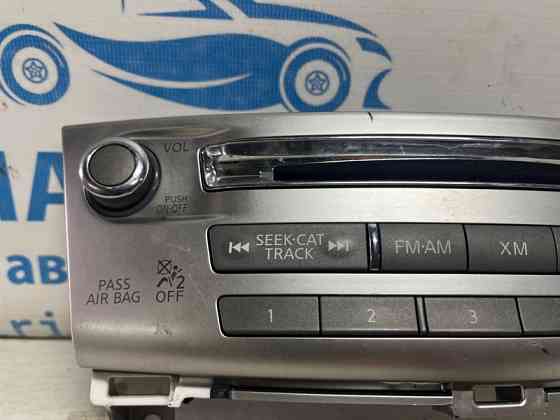 VOL
PUSH
ON·OFF
SEEK·CAT
TRACK
FM·AM
XM
PASS
AIR BAG
2
OFF
1
2
3